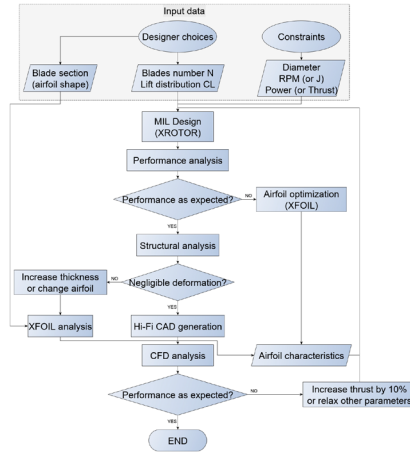 Input data
Designer choices
Constraints
Blade section
(airfoil shape)
Blades number N
Lift distribution CL
Diameter
RPM (or J)
Power (or Thrust)
MIL Design
(XROTOR)
Performance analysis
Performance as expected?
NO
Airfoil optimization
(XFOIL)
YES
Structural analysis
Increase thickness
or change airfoil
NO
Negligible deformation?
YES
XFOIL analysis
Hi-Fi CAD generation
CFD analysis
Airfoil characteristics
Performance as expected?
NO
Increase thrust by 10%
or relax other parameters
YES
END